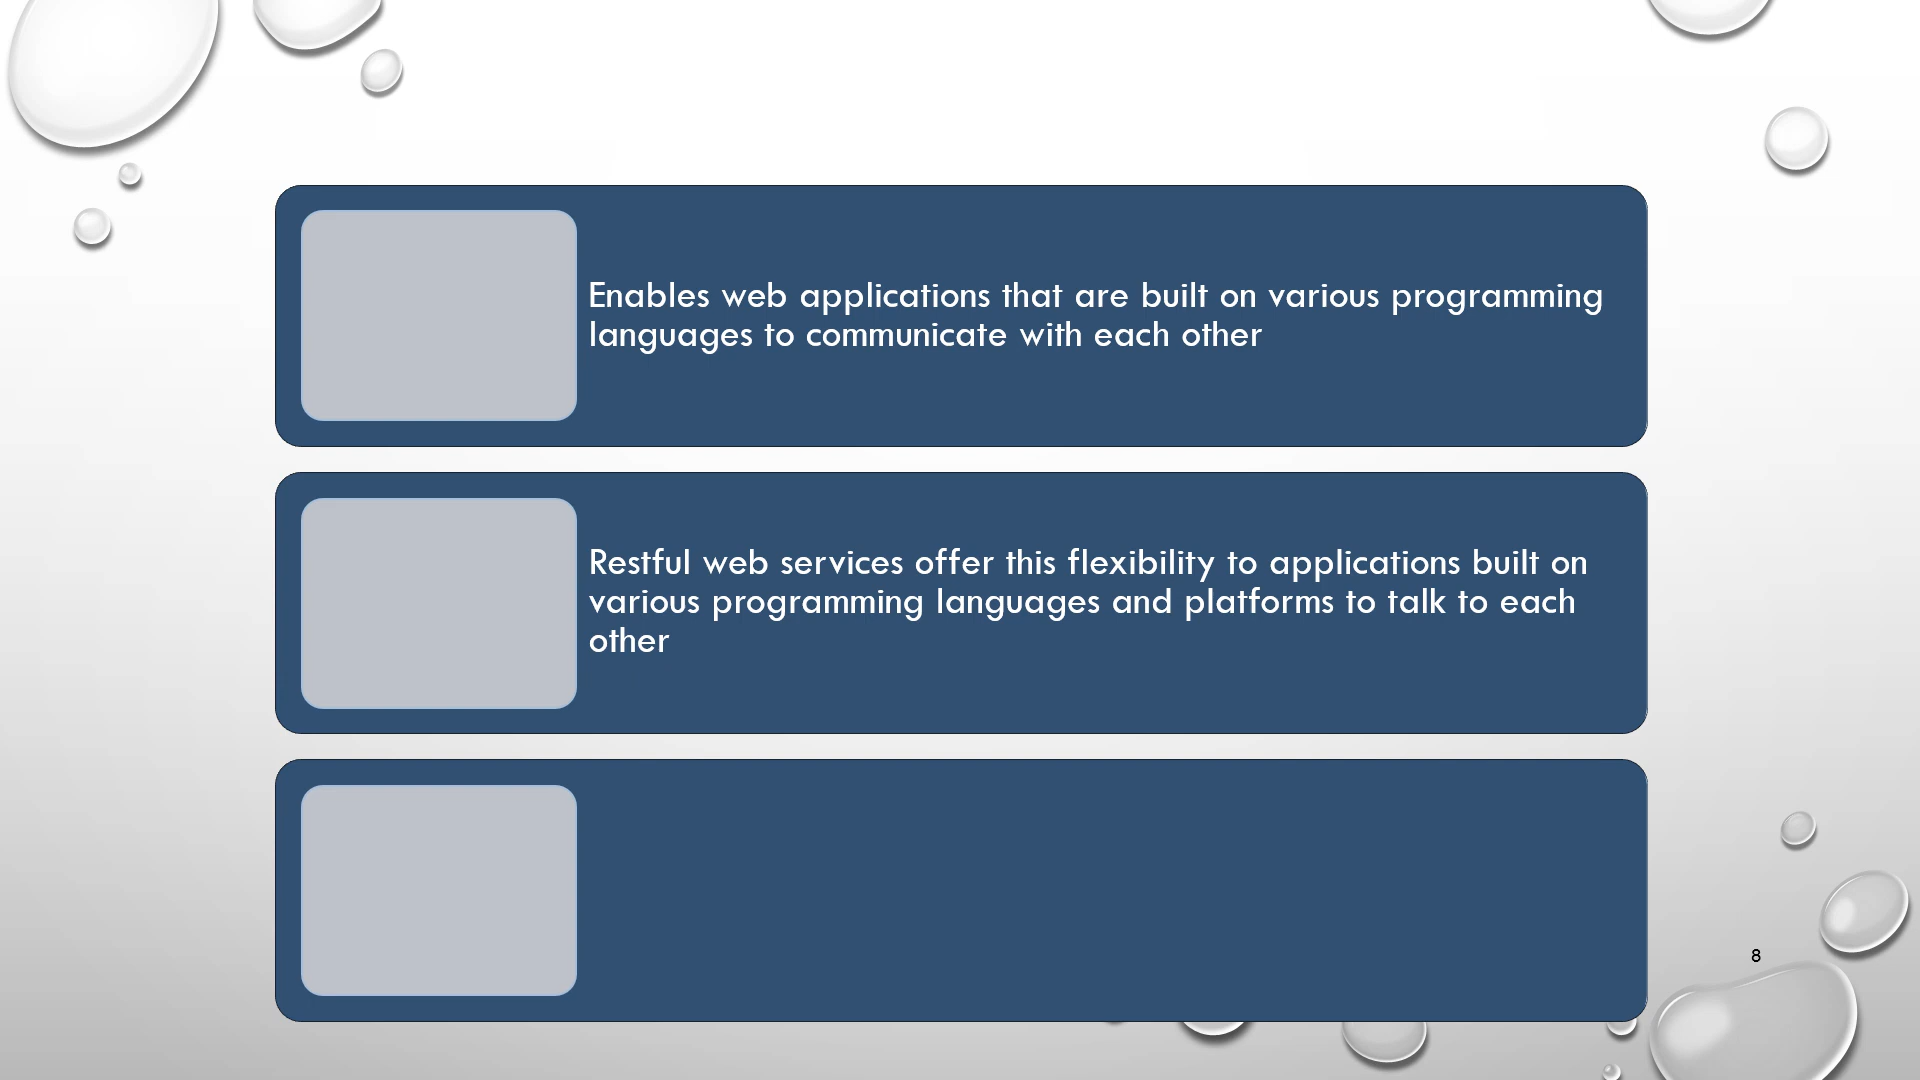 Enables web applications that are built on various programming
languages to communicate with each other
Restful web services offer this flexibility to applications built on
various programming languages and platforms to talk to each
other
8